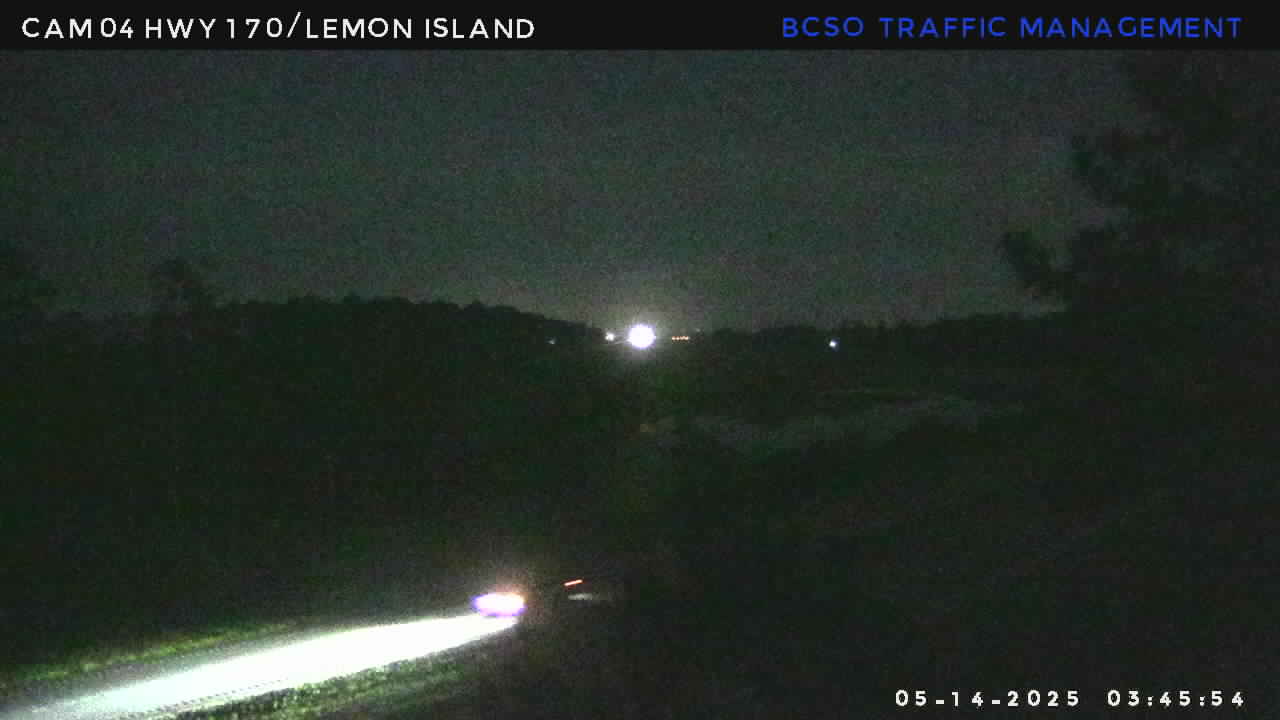 CAM04 HWY 170/LEMON ISLAND
BCSO TRAFFIC MANAGEMENT
05-14-2025 03:45:54